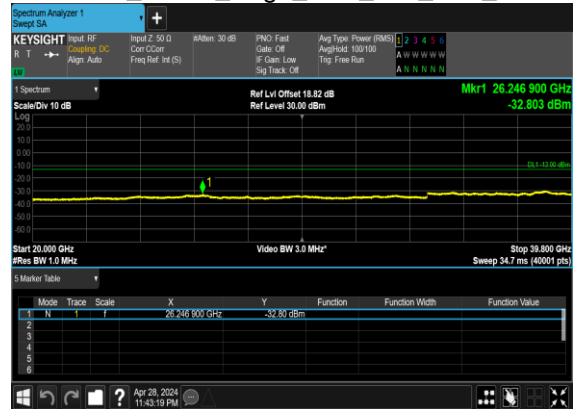 Spectrum Analyzer 1
Swept SA
KEYSIGHT Input: RF Input Z: 50 Ω #Atten: 30 dB PNO: Fast Avg Type: Power (RMS) 1 2 3 4 5 6
R T Coupling: DC Corr CCorr Gate: Off Avg|Hold: 100/100 A W W W W W
Align: Auto Freq Ref: Int (S) IF Gain: Low Trig: Free Run
LW Sig Track: Off A N N N N N
1 Spectrum Ref Lvl Offset 18.82 dB Mkr1 26.246 900 GHz
Scale/Div 10 dB Ref Level 30.00 dBm -32.803 dBm
Log
20.0
10.0
0.00
-10.0 DL1 -13.00 dBm
-20.0
-30.0 1
-40.0
-50.0
-60.0
Start 20.000 GHz Video BW 3.0 MHz* Stop 39.800 GHz
#Res BW 1.0 MHz Sweep 34.7 ms (40001 pts)
5 Marker Table
Mode Trace Scale X Y Function Function Width Function Value
1 N 1 f 26.246 900 GHz -32.80 dBm
2
3
4
5
6
? Apr 28, 2024
11:43:19 PM